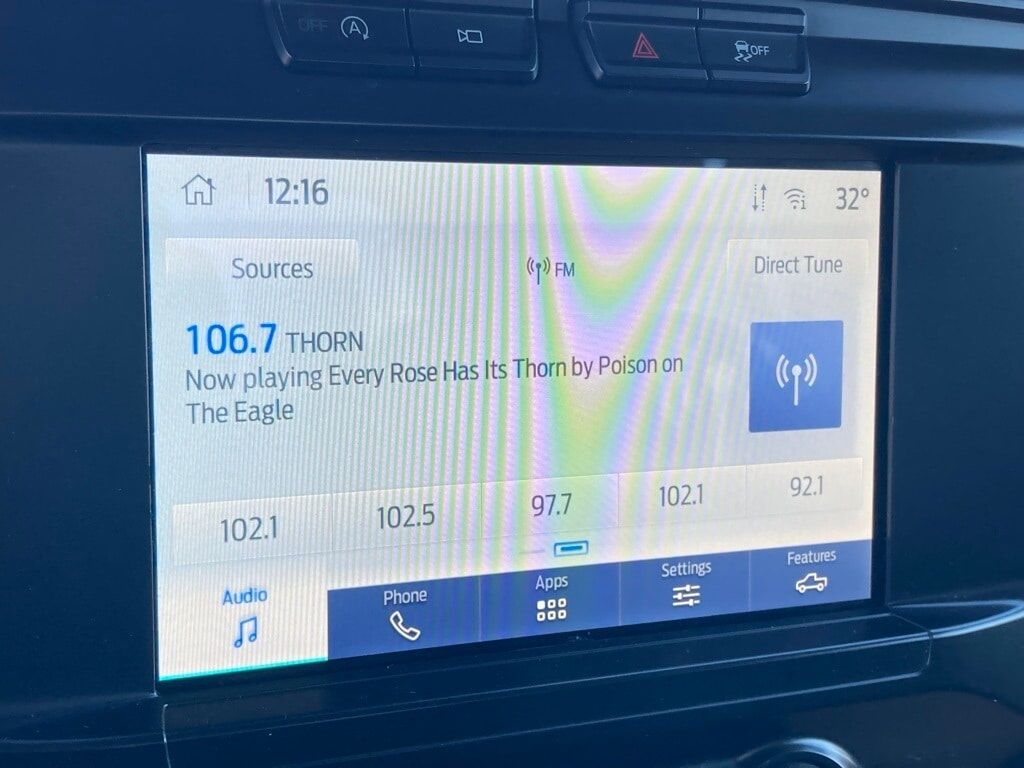 OFF A
OFF
12:16 32°
Sources FM Direct Tune
106.7 THORN
Now playing Every Rose Has Its Thorn by Poison on
The Eagle
102.1 102.5 97.7 102.1 92.1
Audio Phone Apps Settings Features